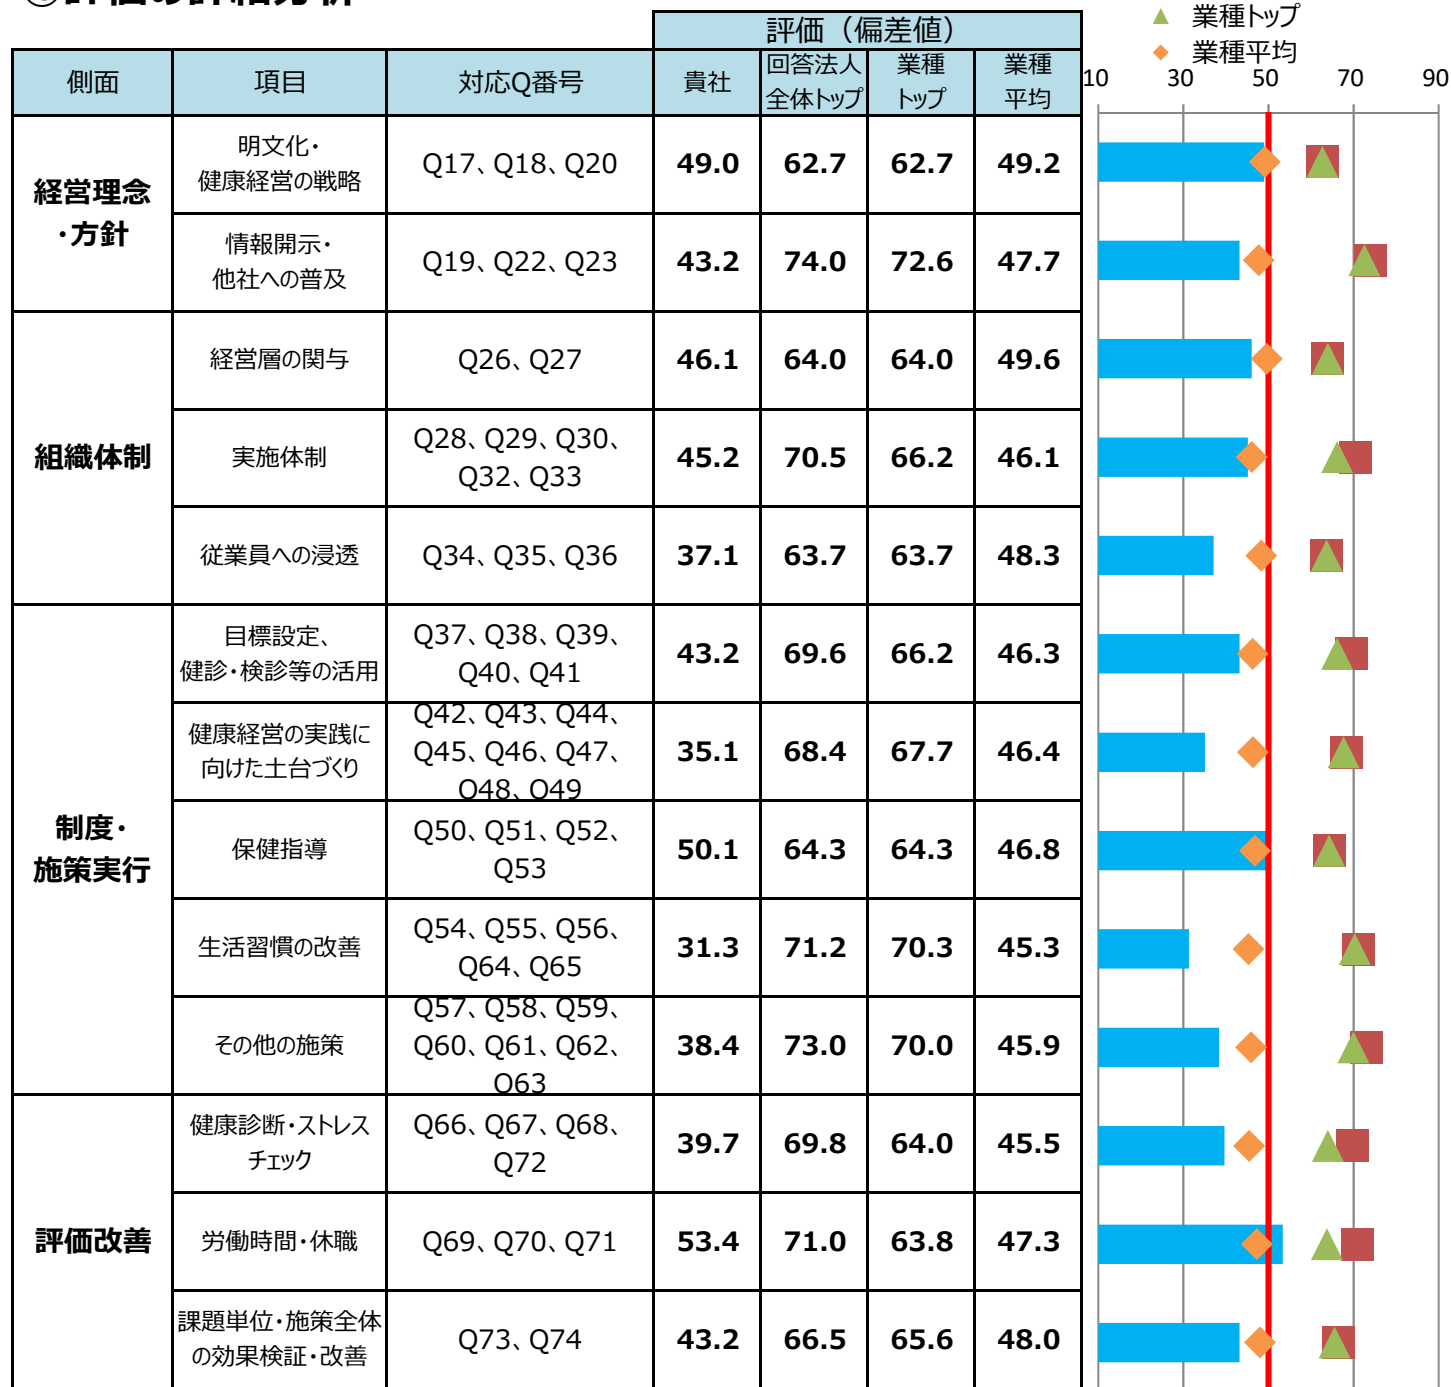 ①評価の詳細分析
▲ 業種トップ
◆ 業種平均
評価（偏差値）
側面 項目 対応Q番号 貴社 回答法人全体トップ 業種トップ 業種平均
10 30 50 70 90
経営理念・方針
明文化・健康経営の戦略 Q17、Q18、Q20 49.0 62.7 62.7 49.2
情報開示・他社への普及 Q19、Q22、Q23 43.2 74.0 72.6 47.7
組織体制
経営層の関与 Q26、Q27 46.1 64.0 64.0 49.6
実施体制 Q28、Q29、Q30、Q32、Q33 45.2 70.5 66.2 46.1
従業員への浸透 Q34、Q35、Q36 37.1 63.7 63.7 48.3
制度・施策実行
目標設定、健診・検診等の活用 Q37、Q38、Q39、Q40、Q41 43.2 69.6 66.2 46.3
健康経営の実践に向けた土台づくり Q42、Q43、Q44、Q45、Q46、Q47、Q48、Q49 35.1 68.4 67.7 46.4
保健指導 Q50、Q51、Q52、Q53 50.1 64.3 64.3 46.8
生活習慣の改善 Q54、Q55、Q56、Q64、Q65 31.3 71.2 70.3 45.3
その他の施策 Q57、Q58、Q59、Q60、Q61、Q62、Q63 38.4 73.0 70.0 45.9
評価改善
健康診断・ストレスチェック Q66、Q67、Q68、Q72 39.7 69.8 64.0 45.5
労働時間・休職 Q69、Q70、Q71 53.4 71.0 63.8 47.3
課題単位・施策全体の効果検証・改善 Q73、Q74 43.2 66.5 65.6 48.0